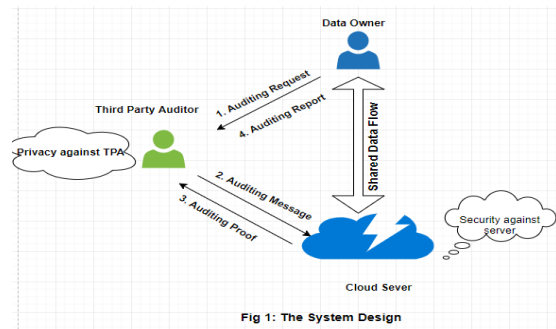 Data Owner
1. Auditing Request
4. Auditing Report
Third Party Auditor
Privacy against TPA
Shared Data Flow
2. Auditing Message
3. Auditing Proof
Security against
server
Cloud Sever
Fig 1: The System Design